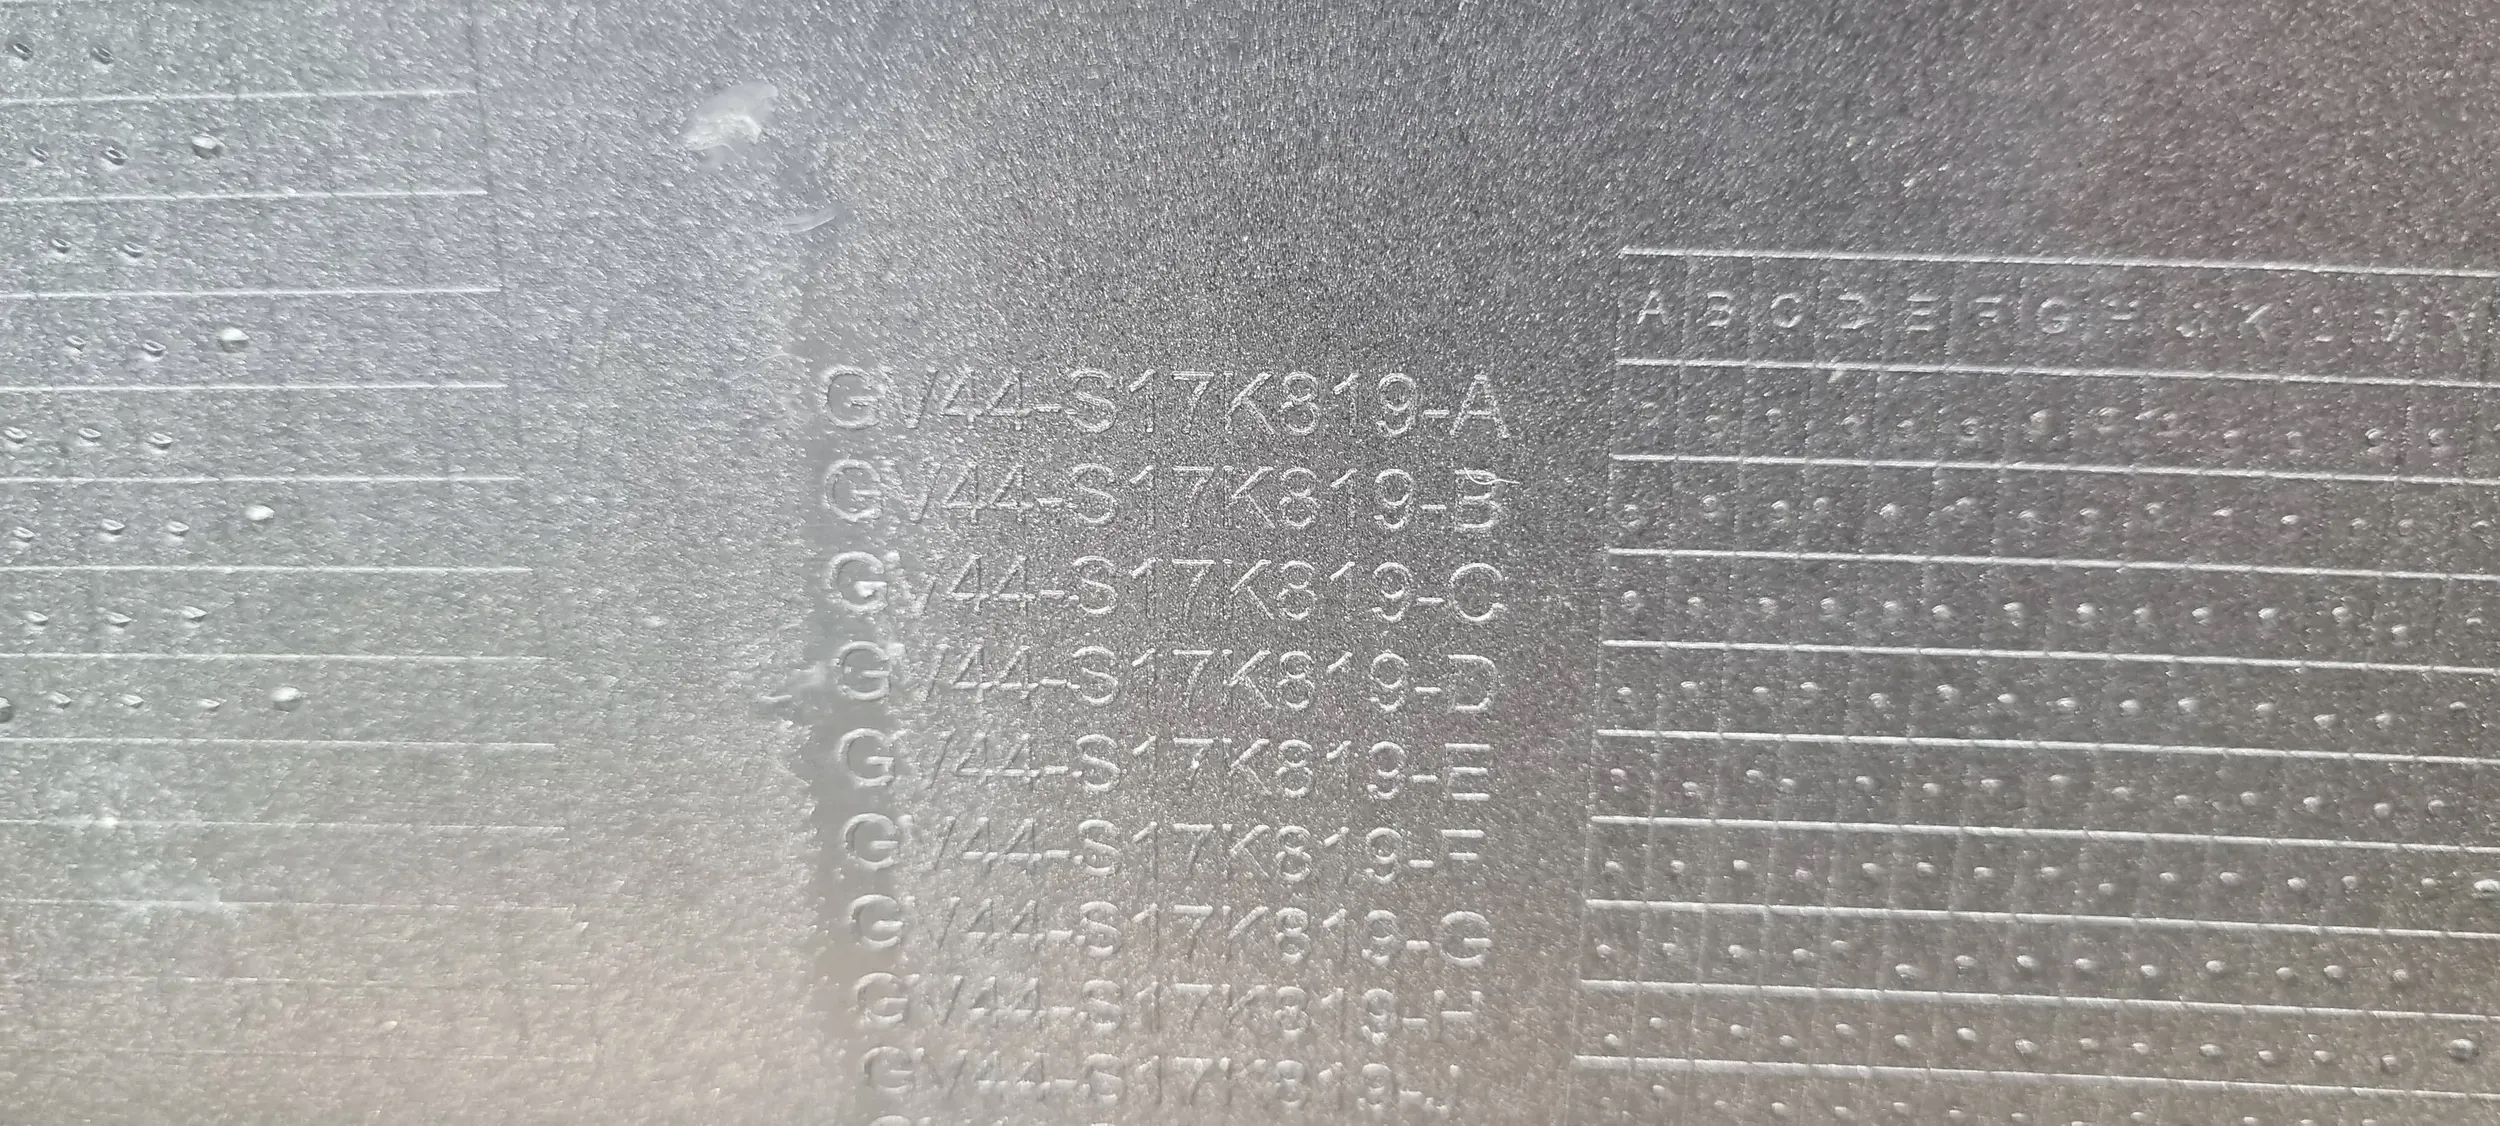 A B C D E F G H J K L M N
GV44-S17K819-A
GV44-S17K819-B
GV44-S17K819-C
GV44-S17K819-D
GV44-S17K819-E
GV44-S17K819-F
GV44-S17K819-G
GV44-S17K819-H
GV44-S17K819-J